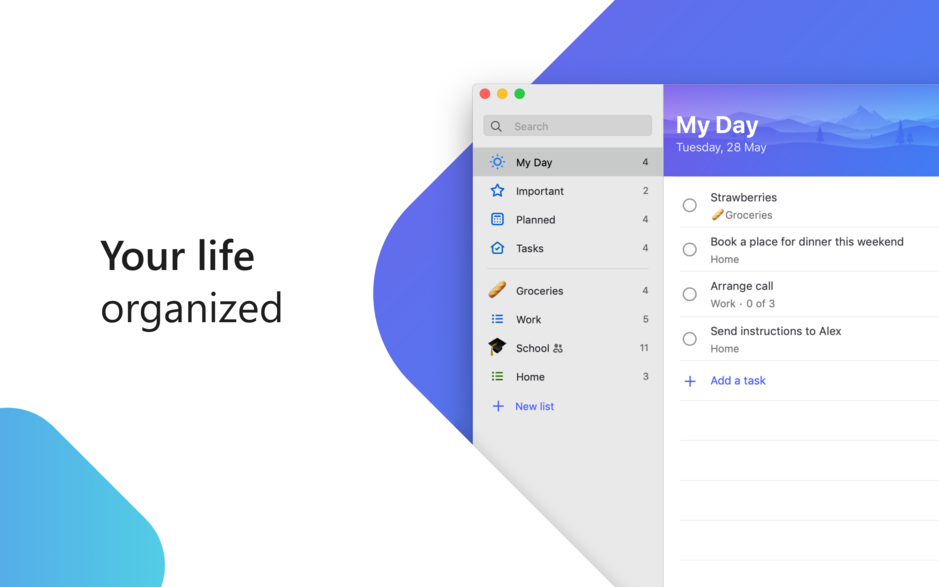 Your life
organized
Search
My Day 4
Important 2
Planned 4
Tasks 4
Groceries 4
Work 5
School 11
Home 3
New list
My Day
Tuesday, 28 May
Strawberries
Groceries
Book a place for dinner this weekend
Home
Arrange call
Work · 0 of 3
Send instructions to Alex
Home
Add a task